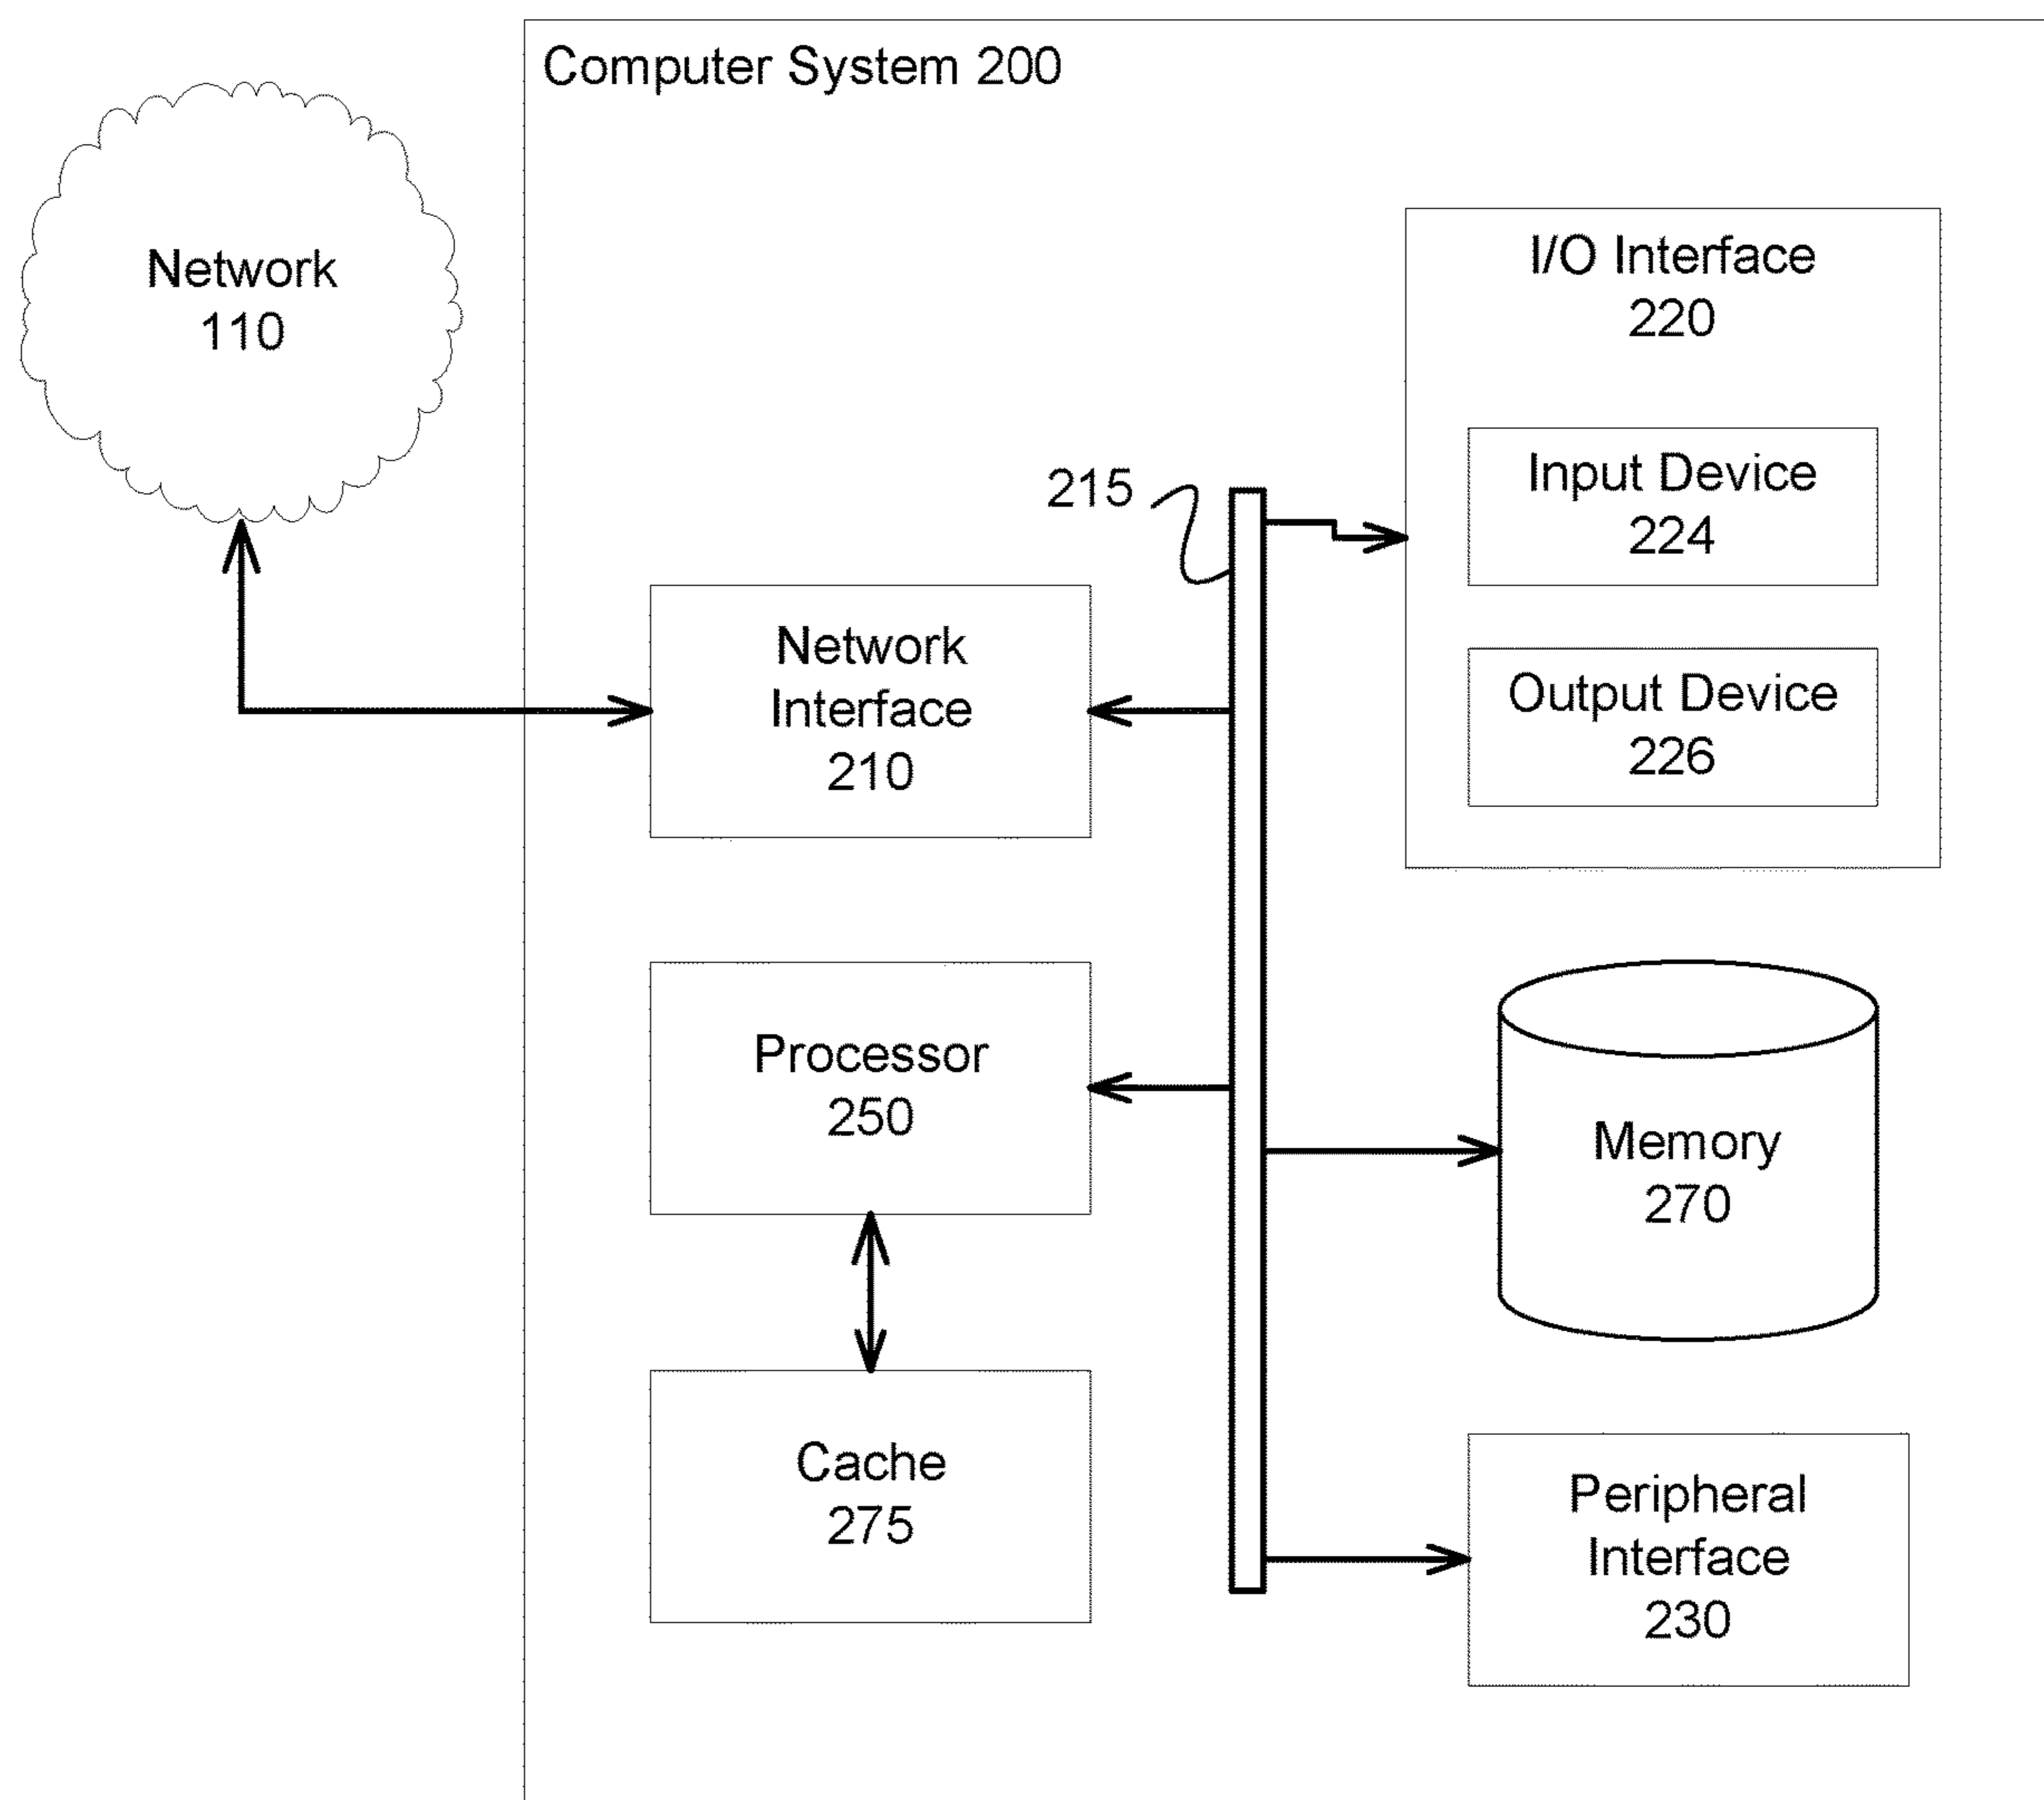 Computer System 200
Network
110
I/O Interface
220
Input Device
224
215
Output Device
226
Network
Interface
210
Processor
250
Memory
270
Cache
275
Peripheral
Interface
230